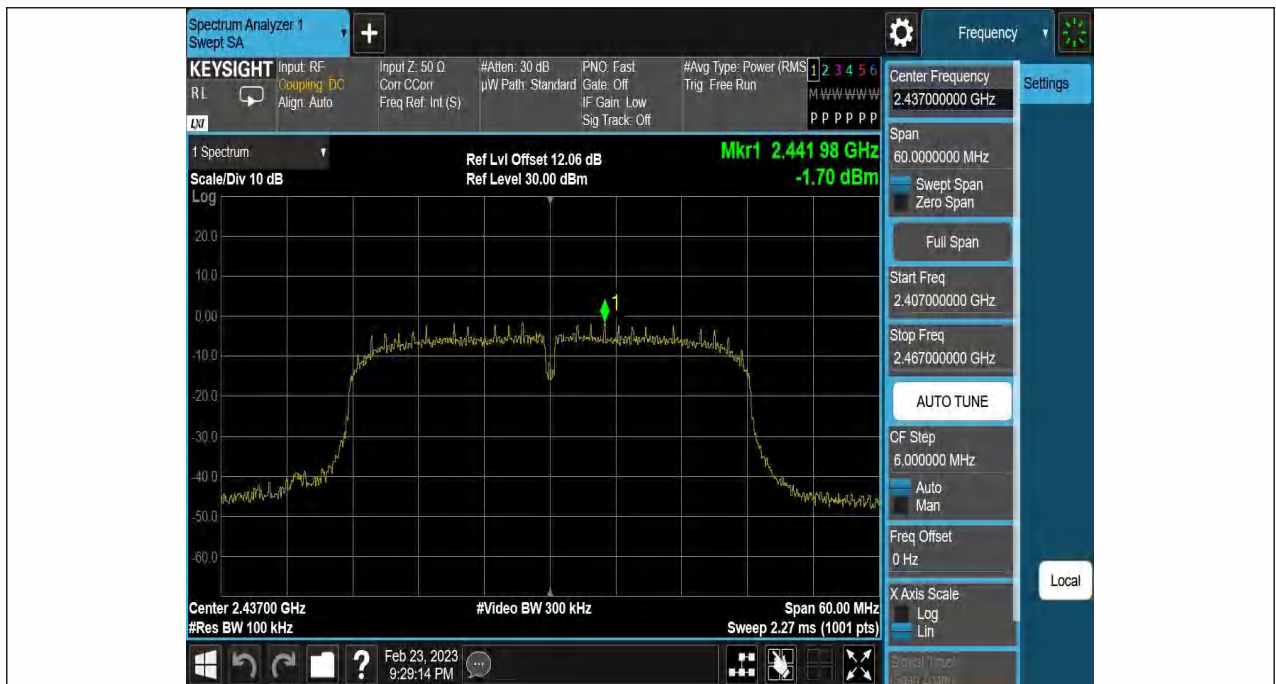 Spectrum Analyzer 1
Swept SA
+
Frequency
KEYSIGHT
RL
LXI
Input: RF
Coupling: DC
Align: Auto
Input Z: 50 Ω
Corr CCorr
Freq Ref: Int (S)
#Atten: 30 dB
µW Path: Standard
PNO: Fast
Gate: Off
IF Gain: Low
Sig Track: Off
#Avg Type: Power (RMS
Trig: Free Run
1 2 3 4 5 6
M W W W W W
P P P P P P
1 Spectrum
Scale/Div 10 dB
Log
Ref Lvl Offset 12.06 dB
Ref Level 30.00 dBm
Mkr1 2.441 98 GHz
-1.70 dBm
20.0
10.0
0.00
-10.0
-20.0
-30.0
-40.0
-50.0
-60.0
1
Center 2.43700 GHz
#Res BW 100 kHz
#Video BW 300 kHz
Span 60.00 MHz
Sweep 2.27 ms (1001 pts)
Center Frequency
2.437000000 GHz
Settings
Span
60.0000000 MHz
Swept Span
Zero Span
Full Span
Start Freq
2.407000000 GHz
Stop Freq
2.467000000 GHz
AUTO TUNE
CF Step
6.000000 MHz
Auto
Man
Freq Offset
0 Hz
X Axis Scale
Log
Lin
Signal Track
(Span Zoom)
Local
?
Feb 23, 2023
9:29:14 PM